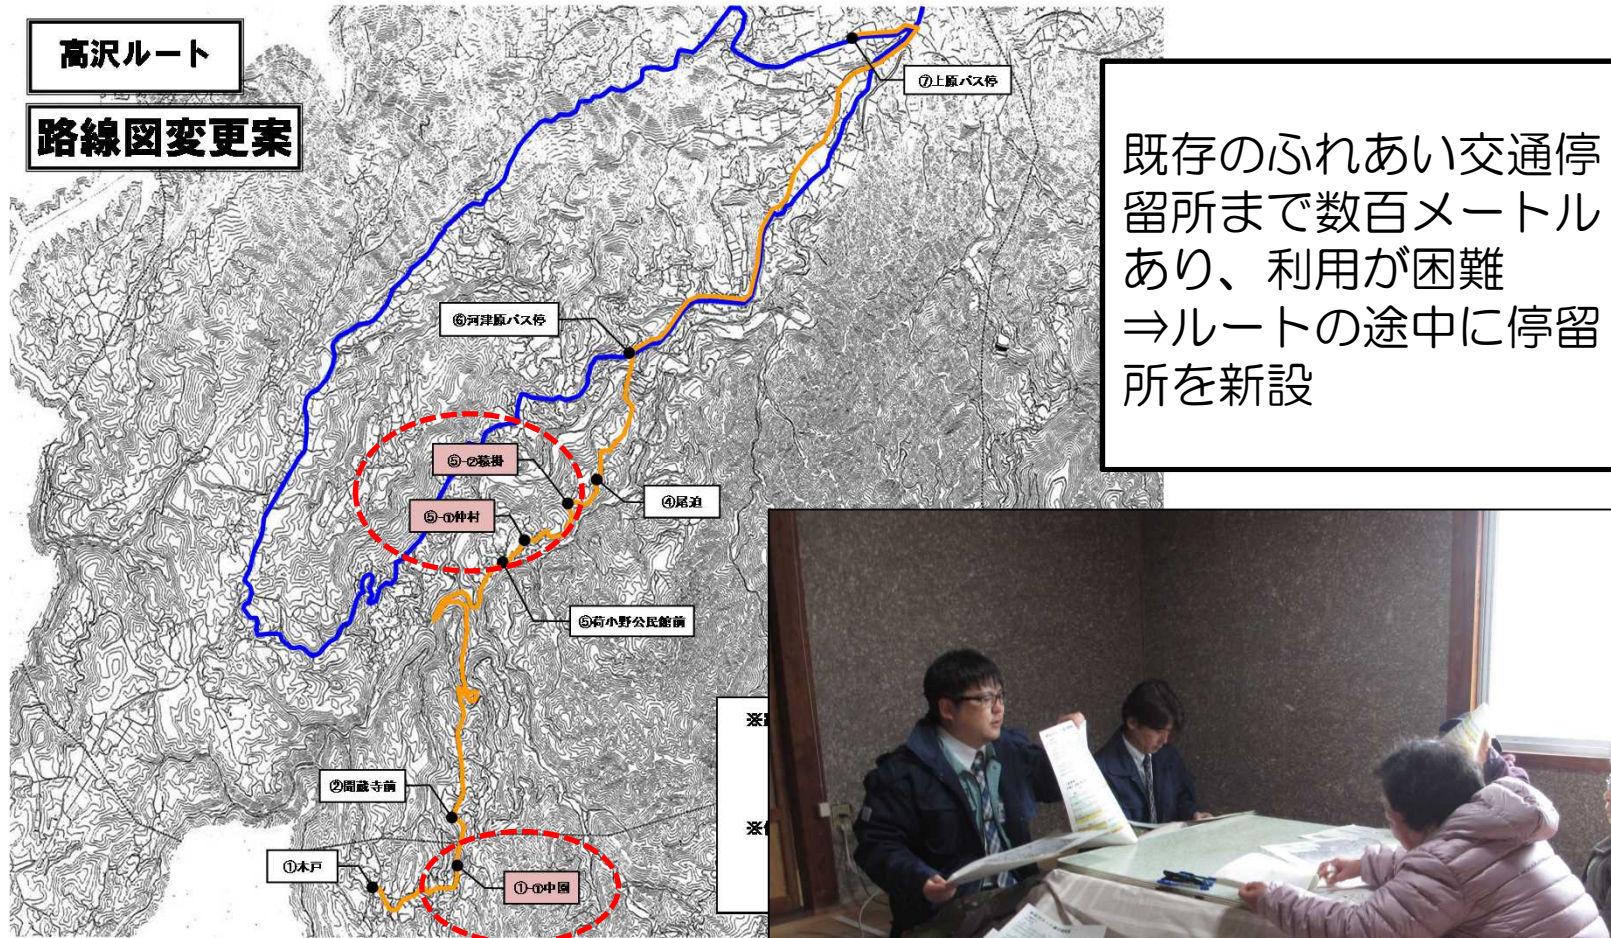 高沢ルート
路線図変更案
⑦上原バス停
既存のふれあい交通停
留所まで数百メートル
あり、利用が困難
⇒ルートの途中に停留
所を新設
⑥河津原バス停
⑤-②猿掛
④尾迫
⑤-①仲村
⑤荷小野公民館前
②聞蔵寺前
①木戸
①-①中園
※
※